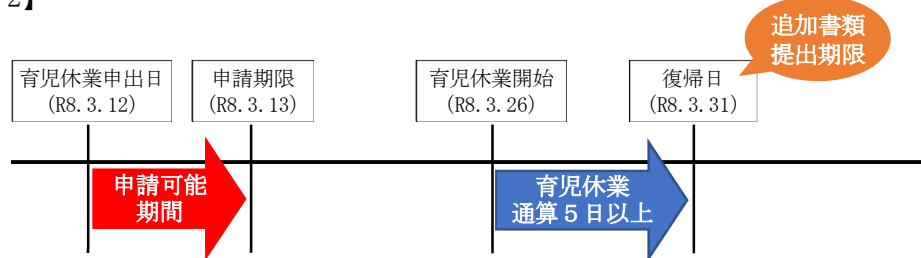 2】
追加書類
提出期限
育児休業申出日
(R8.3.12)
申請期限
(R8.3.13)
育児休業開始
(R8.3.26)
復帰日
(R8.3.31)
申請可能
期間
育児休業
通算５日以上